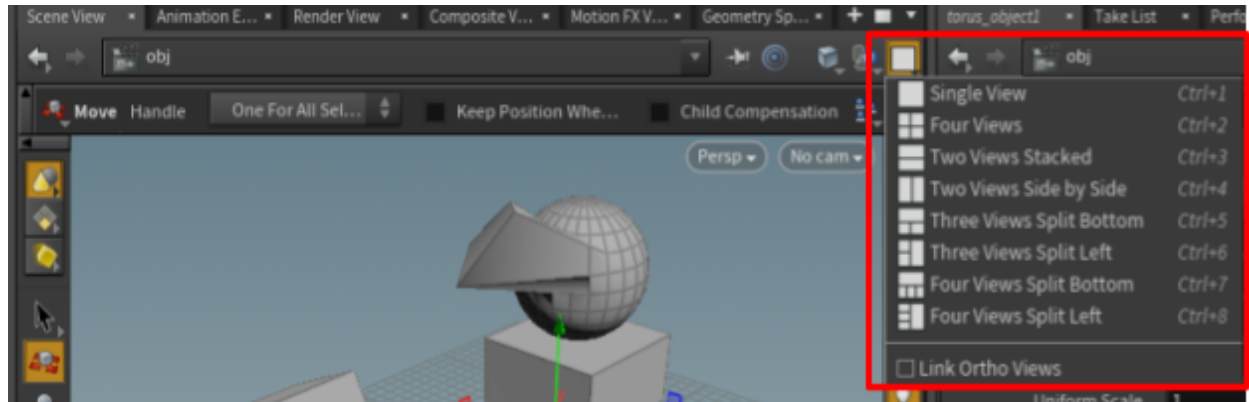 Scene View Animation E... Render View Composite V... Motion FX V... Geometry Sp... torus_object1 Take List Perfo
obj obj
Move Handle One For All Sel... Keep Position Whe... Child Compensation
Persp No cam
Single View Ctrl+1
Four Views Ctrl+2
Two Views Stacked Ctrl+3
Two Views Side by Side Ctrl+4
Three Views Split Bottom Ctrl+5
Three Views Split Left Ctrl+6
Four Views Split Bottom Ctrl+7
Four Views Split Left Ctrl+8
Link Ortho Views
Uniform Scale 1